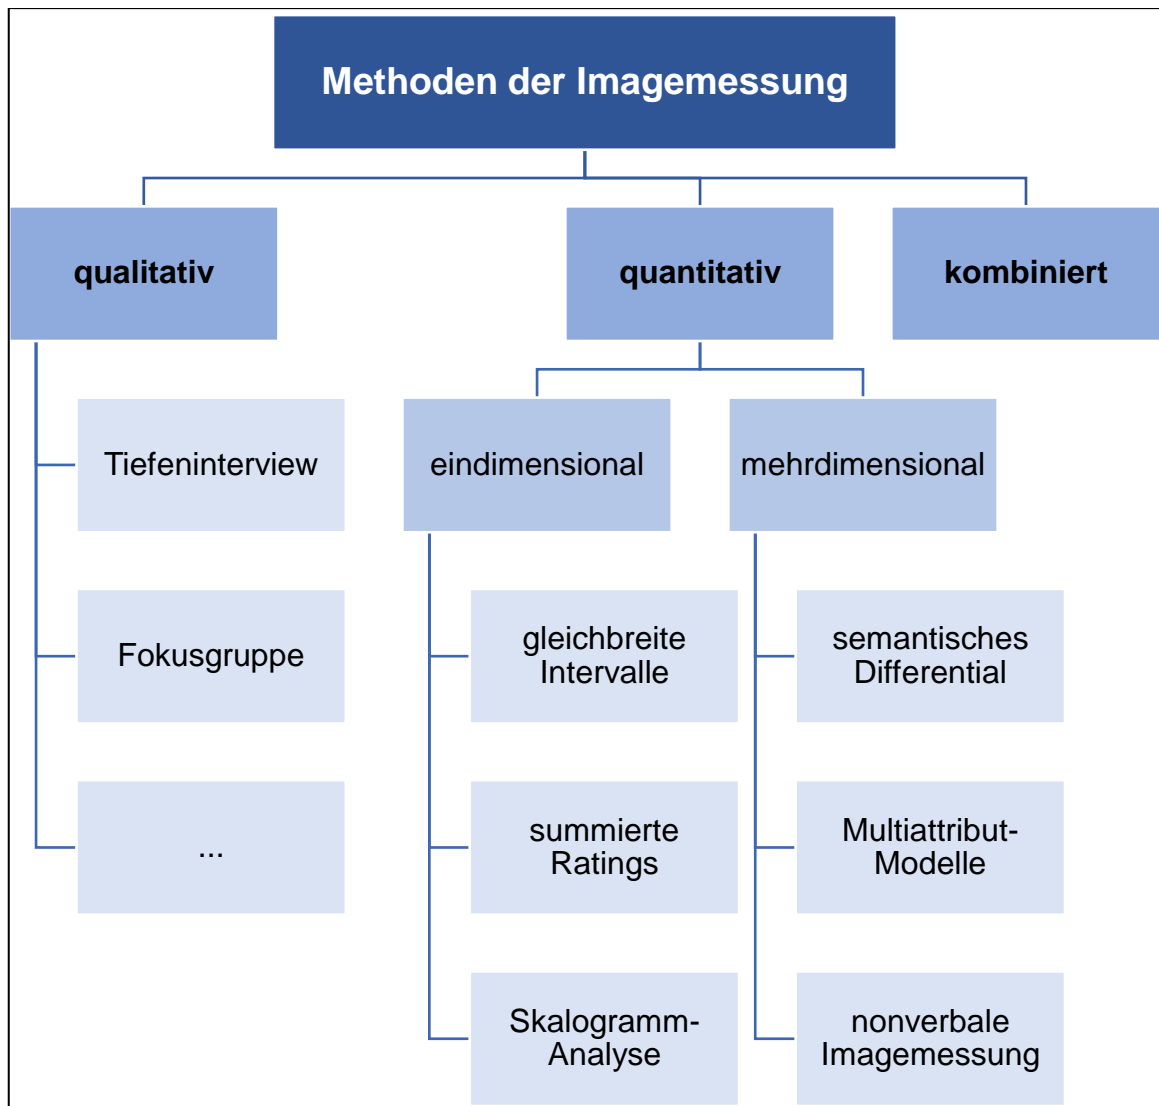 Methoden der Imagemessung
qualitativ
quantitativ
kombiniert
Tiefeninterview
Fokusgruppe
...
eindimensional
gleichbreite
Intervalle
summierte
Ratings
Skalogramm-
Analyse
mehrdimensional
semantisches
Differential
Multiattribut-
Modelle
nonverbale
Imagemessung